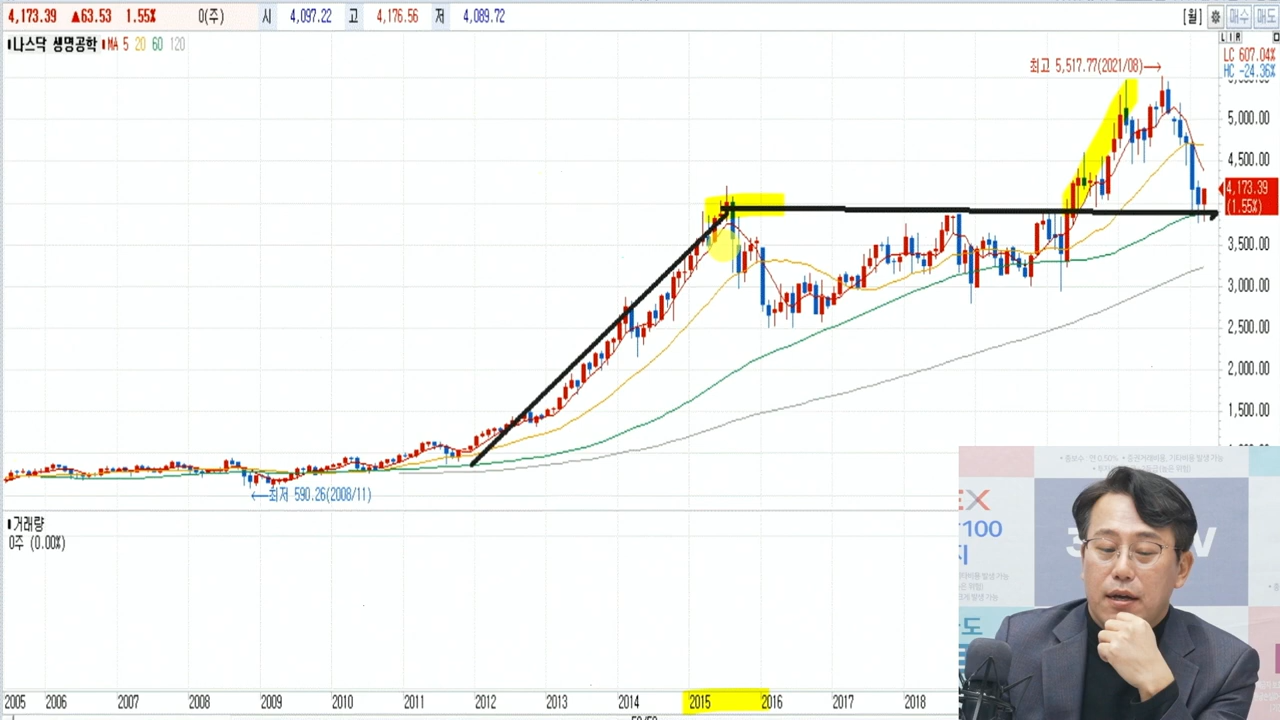 4,173.39 ▲63.53 1.55% 0(주) 시 4,097.22 고 4,176.56 저 4,089.72 [월] 매수 매도
나스닥 생명공학 MA 5 20 60 120
L I R
LC 607.04%
HC -24.36%
최고 5,517.77(2021/08)→
5,000.00
4,500.00
4,173.39
(1.55%)
3,500.00
3,000.00
2,500.00
2,000.00
1,500.00
←최저 590.26(2008/11)
거래량
0주 (0.00%)
2005 2006 2007 2008 2009 2010 2011 2012 2013 2014 2015 2016 2017 2018
EX
100
지
도